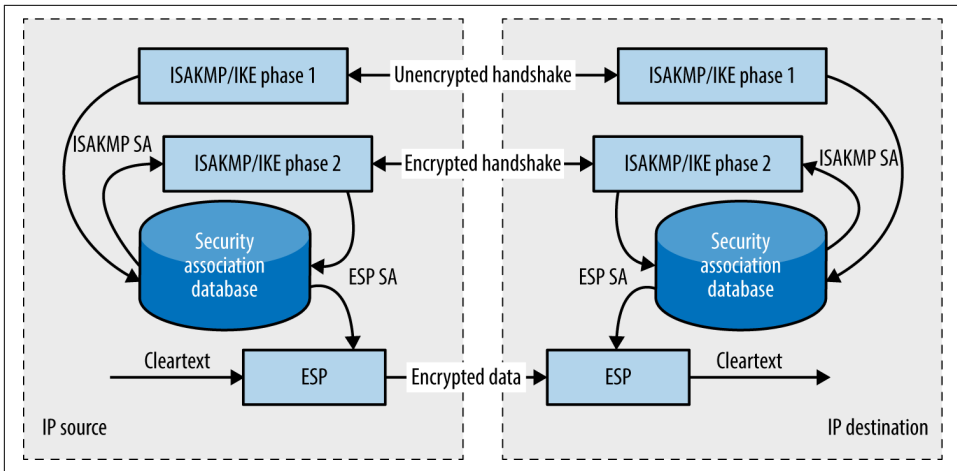 ISAKMP/IKE phase 1
Unencrypted handshake
ISAKMP/IKE phase 1
ISAKMP SA
ISAKMP/IKE phase 2
Encrypted handshake
ISAKMP/IKE phase 2
ISAKMP SA
Security
association
database
ESP SA
ESP SA
Security
association
database
Cleartext
ESP
Encrypted data
ESP
Cleartext
IP source
IP destination